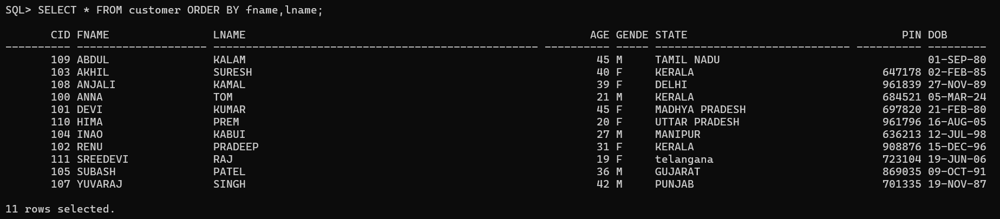 SQL> SELECT * FROM customer ORDER BY fname,lname;
CID FNAME LNAME AGE GENDE STATE PIN DOB
---------- -------------------- -------------------------------------------------- ---------- ----- ------------------------------ ---------- ---------
109 ABDUL KALAM 45 M TAMIL NADU 01-SEP-80
103 AKHIL SURESH 40 F KERALA 647178 02-FEB-85
108 ANJALI KAMAL 39 F DELHI 961839 27-NOV-89
100 ANNA TOM 21 M KERALA 684521 05-MAR-24
101 DEVI KUMAR 45 F MADHYA PRADESH 697820 21-FEB-80
110 HIMA PREM 20 F UTTAR PRADESH 961796 16-AUG-05
104 INAO KABUI 27 M MANIPUR 636213 12-JUL-98
102 RENU PRADEEP 31 F KERALA 908876 15-DEC-96
111 SREEDEVI RAJ 19 F telangana 723104 19-JUN-06
105 SUBASH PATEL 36 M GUJARAT 869035 09-OCT-91
107 YUVARAJ SINGH 42 M PUNJAB 701335 19-NOV-87
11 rows selected.